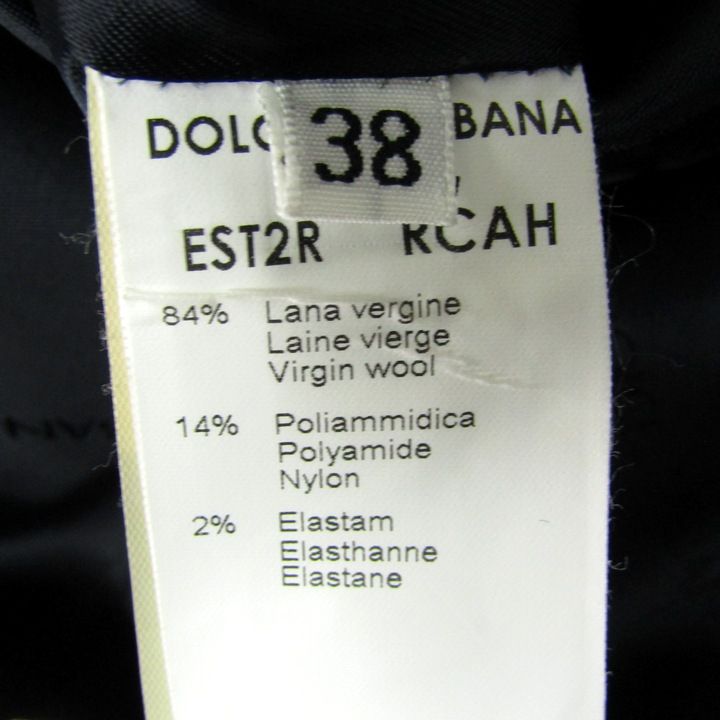 DOLC BANA
38
EST2R RCAH
84% Lana vergine
Laine vierge
Virgin wool
14% Poliammidica
Polyamide
Nylon
2% Elastam
Elasthanne
Elastane